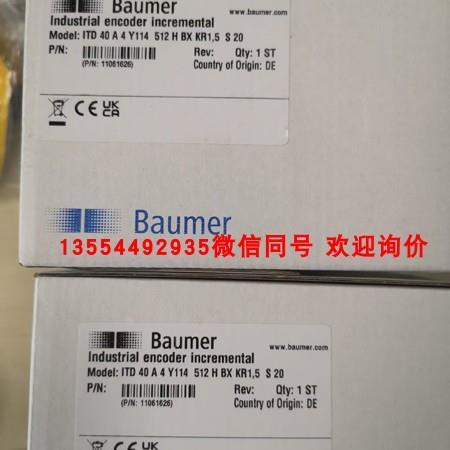 Baumer
Industrial encoder incremental
www.baumer.com
Model: ITD 40 A 4 Y114 512 H BX KR1,5 S 20
P/N: Rev: Qty: 1 ST
(P/N: 11061626) Country of Origin: DE
CE UK CA
Baumer
13554492935微信同号 欢迎询价
Baumer
www.baumer.com
Industrial encoder incremental
Model: ITD 40 A 4 Y114 512 H BX KR1,5 S 20
P/N: Rev: Qty: 1 ST
(P/N: 11061626) Country of Origin: DE
CE UK